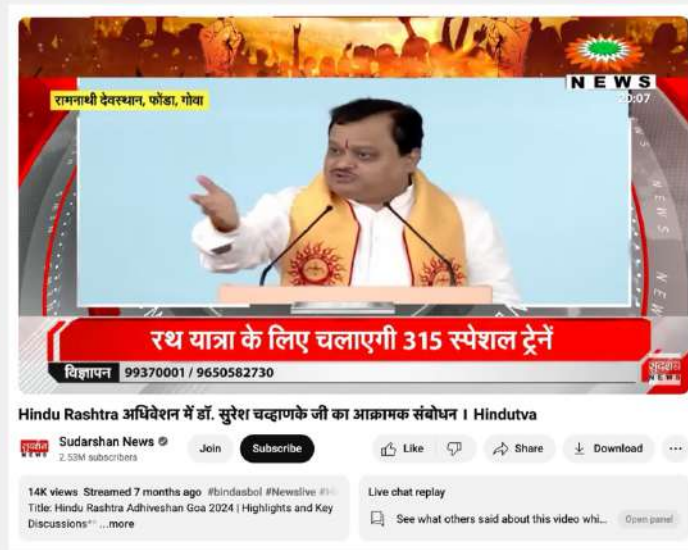 NEWS
20:07
रामनाथी देवस्थान, फोंडा, गोवा
रथ यात्रा के लिए चलाएगी 315 स्पेशल ट्रेनें
विज्ञापन 99370001 / 9650582730
सुदर्शन
NEWS
Hindu Rashtra अधिवेशन में डॉ. सुरेश चव्हाणके जी का आक्रामक संबोधन । Hindutva
Sudarshan News
2.53M subscribers
Join
Subscribe
Like
Share
Download
...
14K views Streamed 7 months ago #bindasbol #Newslive
Title: Hindu Rashtra Adhiveshan Goa 2024 | Highlights and Key
Discussions** ...more
Live chat replay
See what others said about this video whi...
Open panel